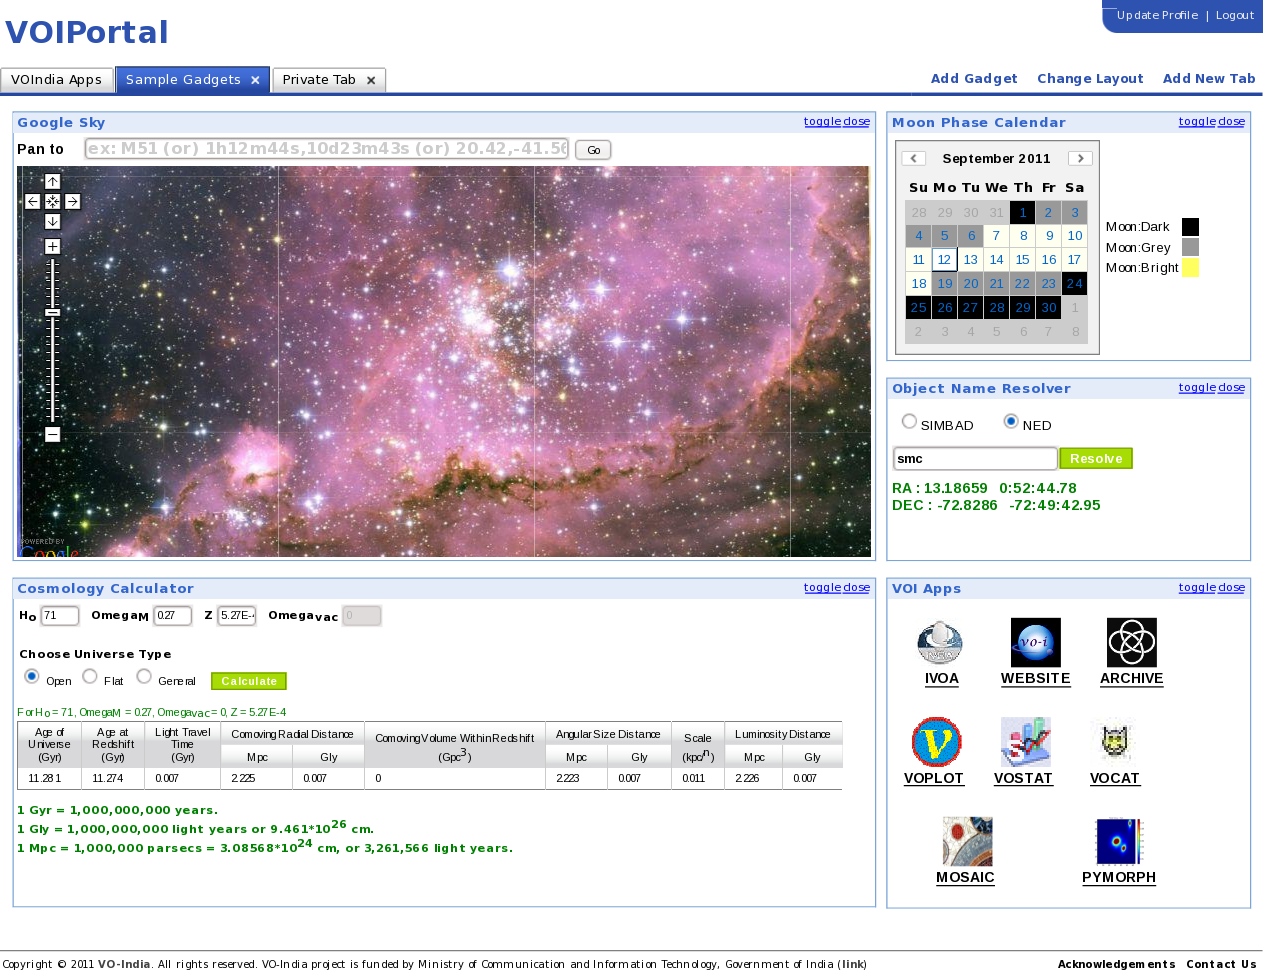 VOIPortal
Update Profile | Logout
VOIndia Apps
Sample Gadgets ×
Private Tab ×
Add Gadget Change Layout Add New Tab
Google Sky
toggle close
Pan to ex: M51 (or) 1h12m44s,10d23m43s (or) 20.42,-41.56 Go
POWERED BY
Google
Moon Phase Calendar
toggle close
September 2011
Su Mo Tu We Th Fr Sa
28 29 30 31 1 2 3
4 5 6 7 8 9 10
11 12 13 14 15 16 17
18 19 20 21 22 23 24
25 26 27 28 29 30 1
2 3 4 5 6 7 8
Moon:Dark
Moon:Grey
Moon:Bright
Object Name Resolver
toggle close
SIMBAD NED
smc Resolve
RA : 13.18659 0:52:44.78
DEC : -72.8286 -72:49:42.95
Cosmology Calculator
toggle close
Ho 71 OmegaM 0.27 Z 5.27E-4 Omegavac 0
Choose Universe Type
Open Flat General Calculate
For Ho = 71, OmegaM = 0.27, Omegavac = 0, Z = 5.27E-4
Age of Universe (Gyr) Age at Redshift (Gyr) Light Travel Time (Gyr) Comoving Radial Distance Comoving Volume Within Redshift (Gpc3) Angular Size Distance Scale (kpc/") Luminosity Distance
Mpc Gly Mpc Gly Mpc Gly
11.281 11.274 0.007 2.225 0.007 0 2.223 0.007 0.011 2.226 0.007
1 Gyr = 1,000,000,000 years.
1 Gly = 1,000,000,000 light years or 9.461*10^26 cm.
1 Mpc = 1,000,000 parsecs = 3.08568*10^24 cm, or 3,261,566 light years.
VOI Apps
toggle close
vo-i
IVOA WEBSITE ARCHIVE
V
VOPLOT VOSTAT VOCAT
MOSAIC PYMORPH
Copyright © 2011 VO-India. All rights reserved. VO-India project is funded by Ministry of Communication and Information Technology, Government of India (link)
Acknowledgements Contact Us